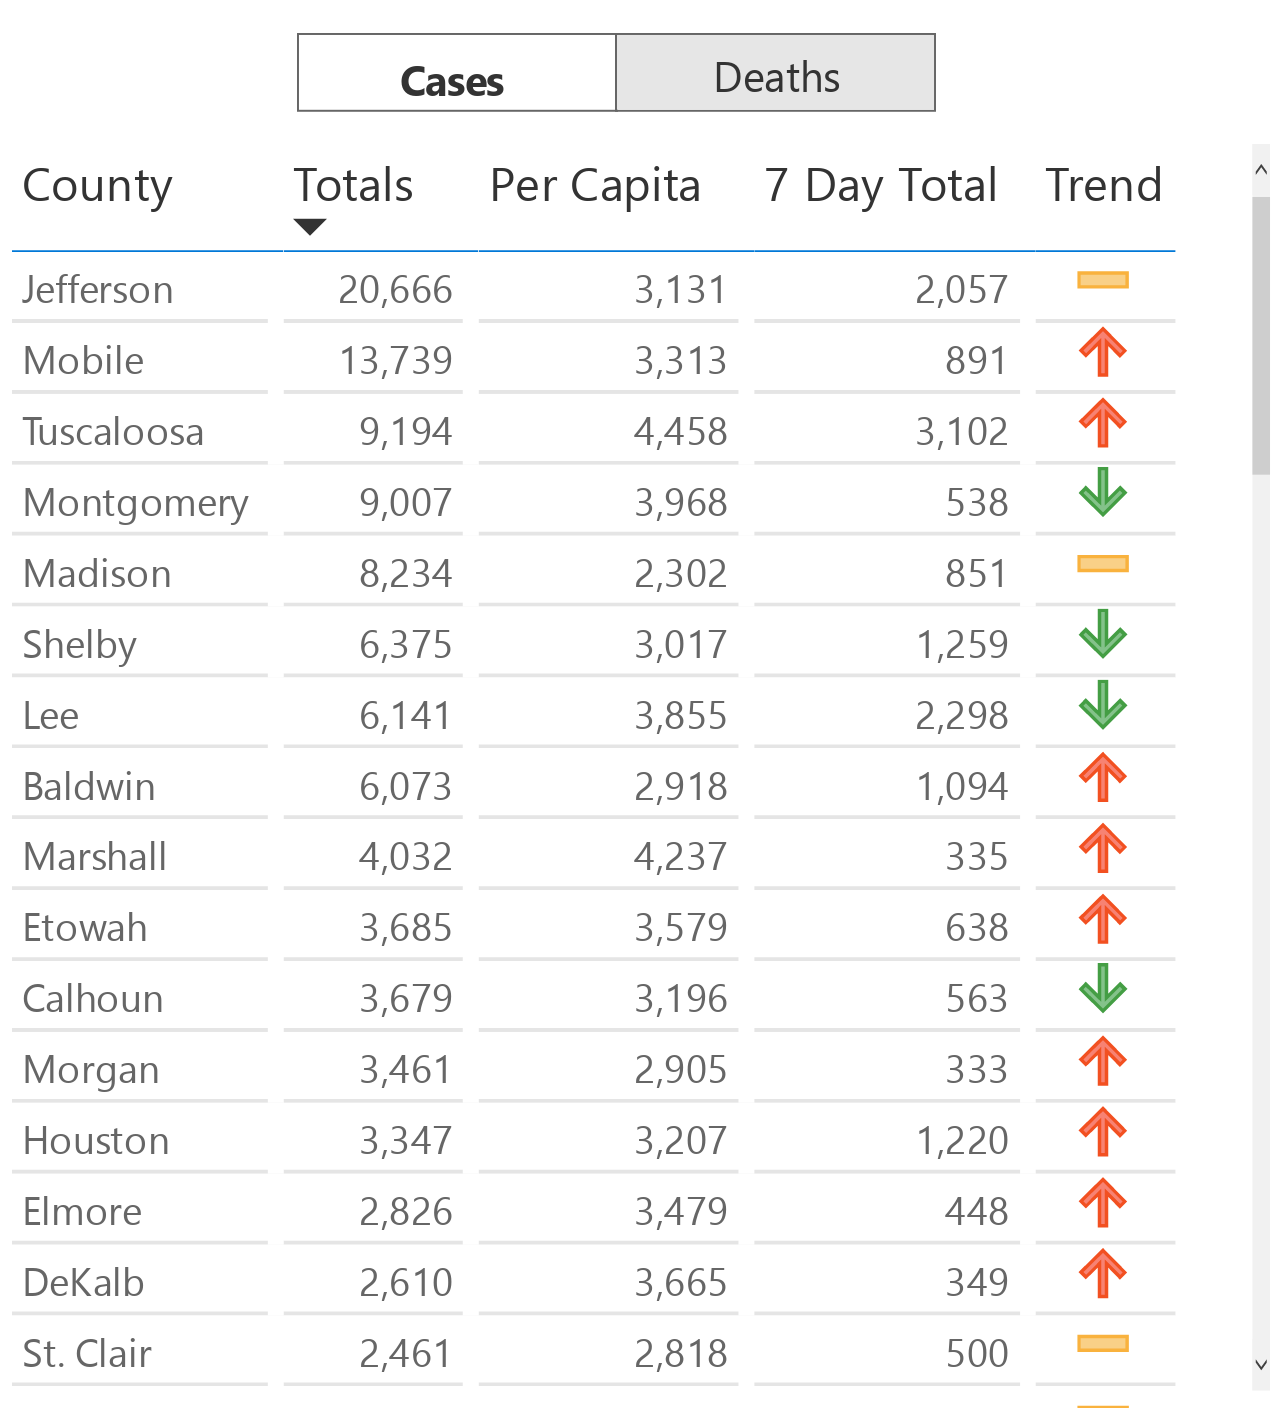 Cases Deaths
County Totals Per Capita 7 Day Total Trend
Jefferson 20,666 3,131 2,057
Mobile 13,739 3,313 891
Tuscaloosa 9,194 4,458 3,102
Montgomery 9,007 3,968 538
Madison 8,234 2,302 851
Shelby 6,375 3,017 1,259
Lee 6,141 3,855 2,298
Baldwin 6,073 2,918 1,094
Marshall 4,032 4,237 335
Etowah 3,685 3,579 638
Calhoun 3,679 3,196 563
Morgan 3,461 2,905 333
Houston 3,347 3,207 1,220
Elmore 2,826 3,479 448
DeKalb 2,610 3,665 349
St. Clair 2,461 2,818 500